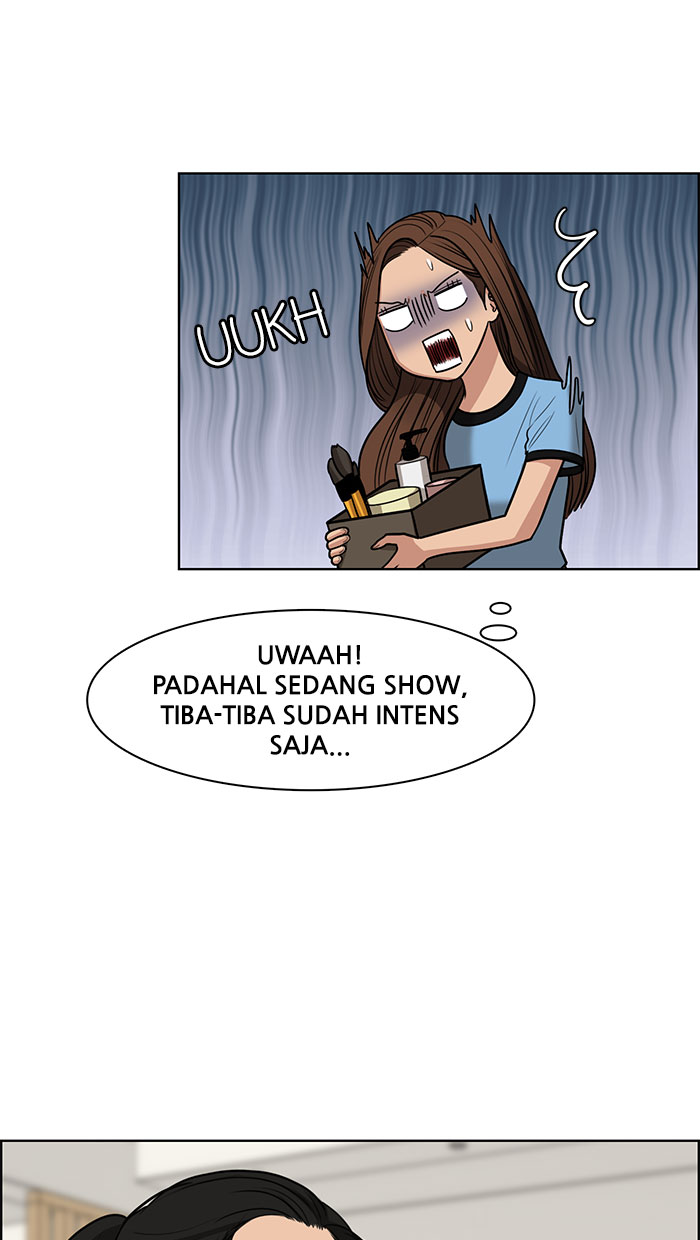 UUKH
UWAAH!
PADAHAL SEDANG SHOW,
TIBA-TIBA SUDAH INTENS
SAJA...